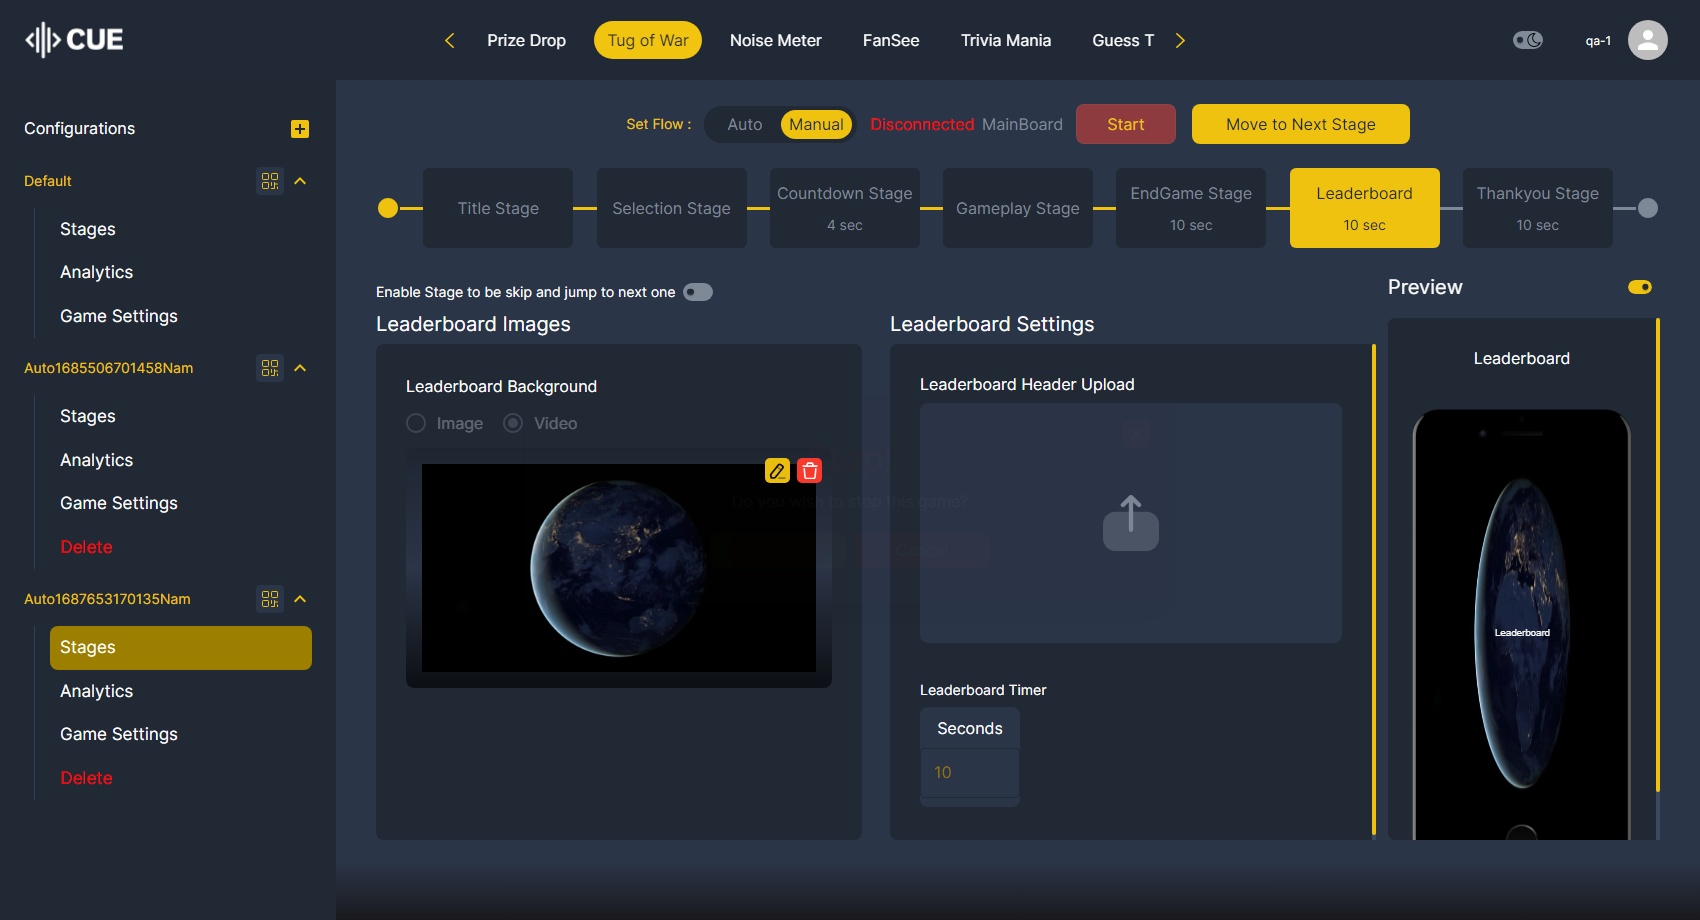 CUE
Prize Drop
Tug of War
Noise Meter
FanSee
Trivia Mania
Guess T
qa-1
Configurations
Default
Stages
Analytics
Game Settings
Auto1685506701458Nam
Stages
Analytics
Game Settings
Delete
Auto1687653170135Nam
Stages
Analytics
Game Settings
Delete
Set Flow :
Auto
Manual
Disconnected MainBoard
Start
Move to Next Stage
Title Stage
Selection Stage
Countdown Stage
4 sec
Gameplay Stage
EndGame Stage
10 sec
Leaderboard
10 sec
Thankyou Stage
10 sec
Enable Stage to be skip and jump to next one
Leaderboard Images
Leaderboard Background
Image
Video
Do you wish to stop this game?
Cancel
Leaderboard Settings
Leaderboard Header Upload
Leaderboard Timer
Seconds
10
Preview
Leaderboard
Leaderboard